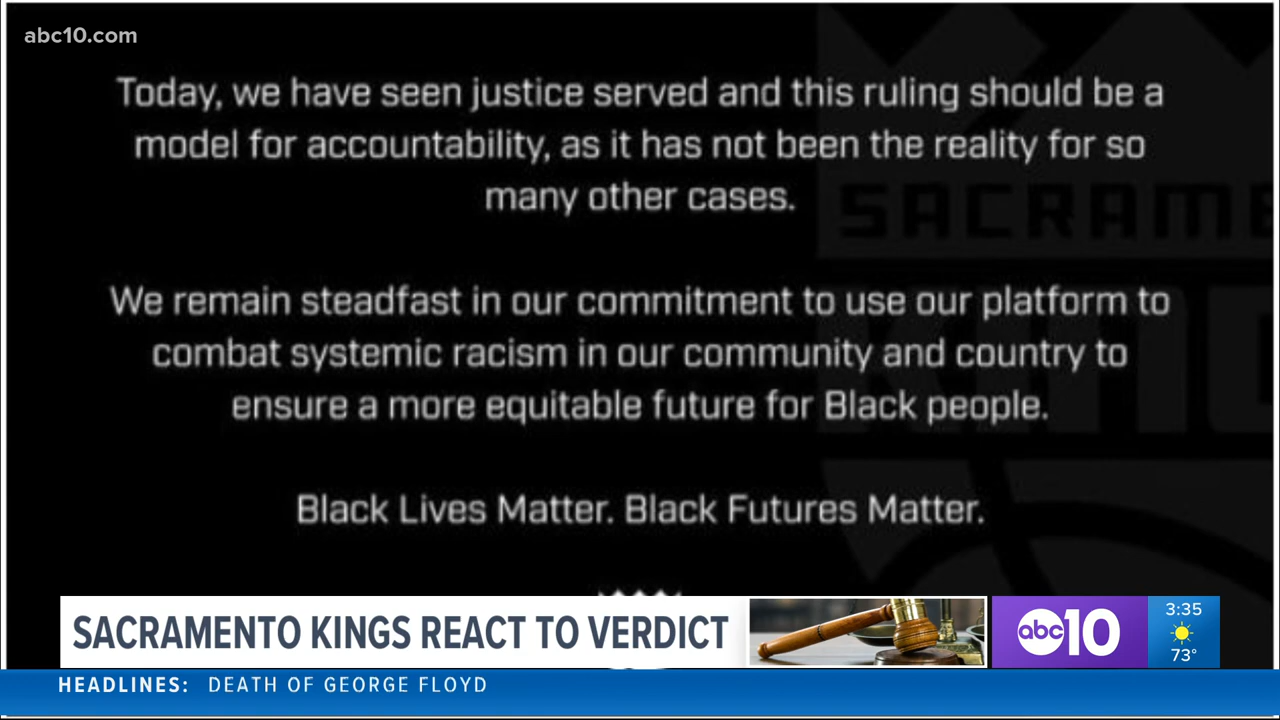 abc10.com
Today, we have seen justice served and this ruling should be a
model for accountability, as it has not been the reality for so
many other cases.
SACRAME
We remain steadfast in our commitment to use our platform to
combat systemic racism in our community and country to
ensure a more equitable future for Black people.
Black Lives Matter. Black Futures Matter.
SACRAMENTO KINGS REACT TO VERDICT
abc10
3:35
73°
HEADLINES: DEATH OF GEORGE FLOYD